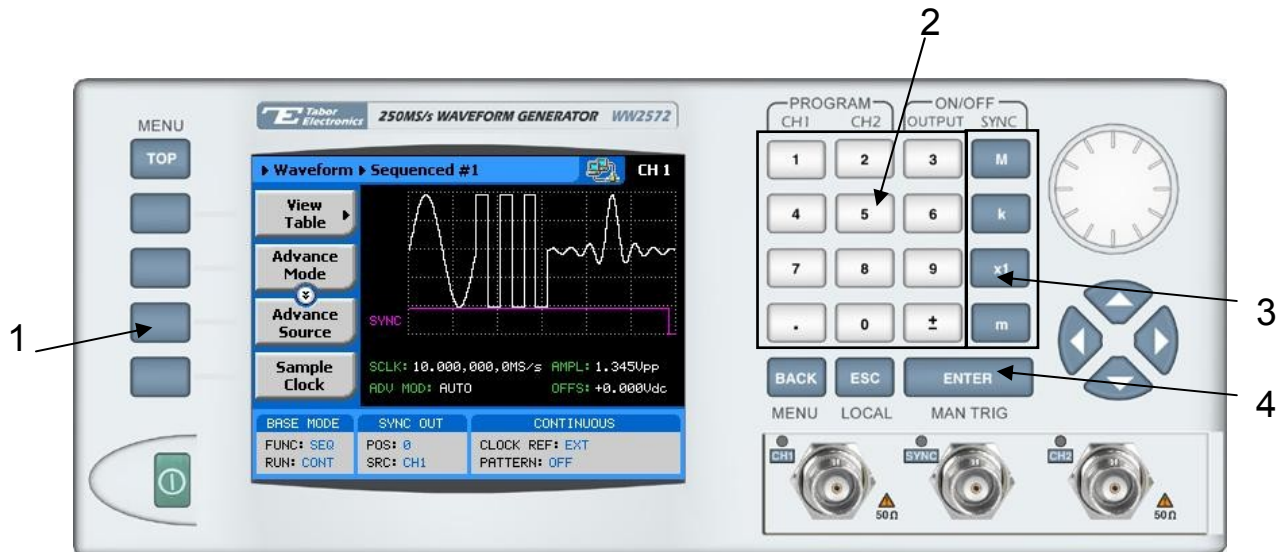 2
MENU
TOP
Tabor Electronics 250MS/s WAVEFORM GENERATOR WW2572
Waveform Sequenced #1 CH 1
View Table
Advance Mode
Advance Source
Sample Clock
SYNC
SCLK: 10.000,000,0MS/s AMPL: 1.345Vpp
ADV MOD: AUTO OFFS: +0.000Vdc
BASE MODE SYNC OUT CONTINUOUS
FUNC: SEQ POS: 0 CLOCK REF: EXT
RUN: CONT SRC: CH1 PATTERN: OFF
PROGRAM ON/OFF
CH1 CH2 OUTPUT SYNC
1 2 3 M
4 5 6 k
7 8 9 x1
. 0 ± m
BACK ESC ENTER
MENU LOCAL MAN TRIG
CH1 SYNC CH2
50Ω 50Ω
1
3
4